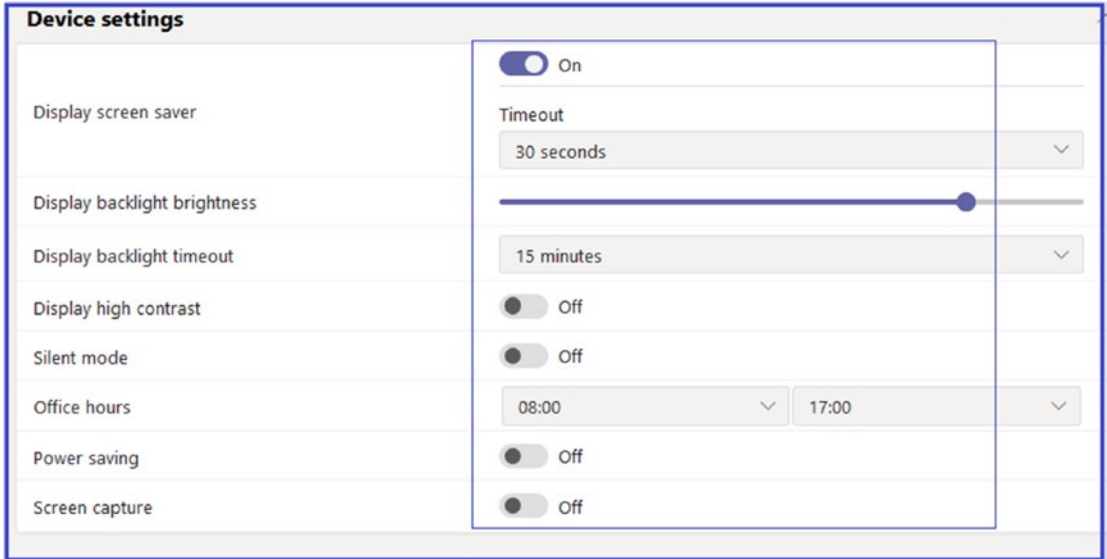 Device settings
On
Display screen saver
Timeout
30 seconds
Display backlight brightness
Display backlight timeout
15 minutes
Display high contrast
Off
Silent mode
Off
Office hours
08:00
17:00
Power saving
Off
Screen capture
Off